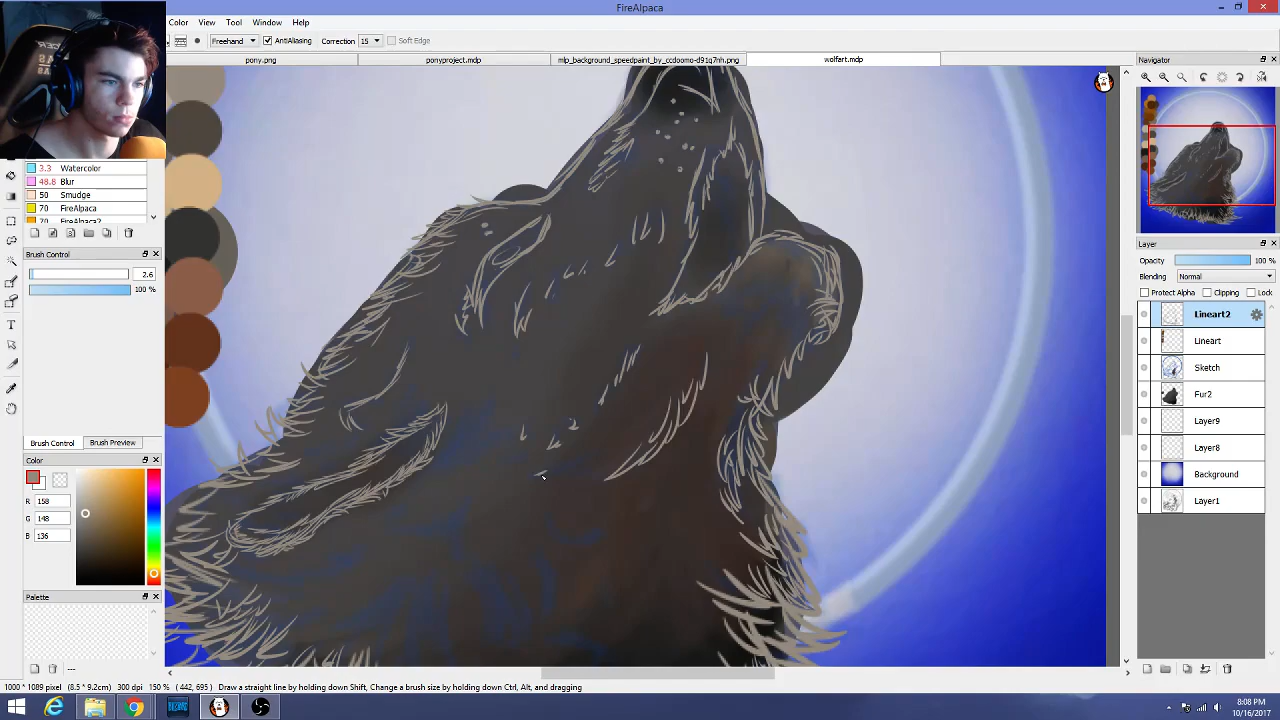 FireAlpaca
Color View Tool Window Help
Freehand AntiAliasing Correction 15 Soft Edge
pony.png ponyproject.mdp mlp_background_speedpaint_by_ccdoomo-d91q7nh.png wolfart.mdp
Navigator
3.3 Watercolor
48.8 Blur
50 Smudge
70 FireAlpaca
70 FireAlpaca2
Brush Control
2.6
100 %
Brush Control Brush Preview
Color
R 158
G 148
B 136
Palette
---
Layer
Opacity 100 %
Blending Normal
Protect Alpha Clipping Lock
Lineart2
Lineart
Sketch
Fur2
Layer9
Layer8
Background
Layer1
1000 * 1089 pixel (8.5 * 9.2cm) 300 dpi 150 % ( 442, 695 ) Draw a straight line by holding down Shift, Change a brush size by holding down Ctrl, Alt, and dragging
8:08 PM
10/16/2017